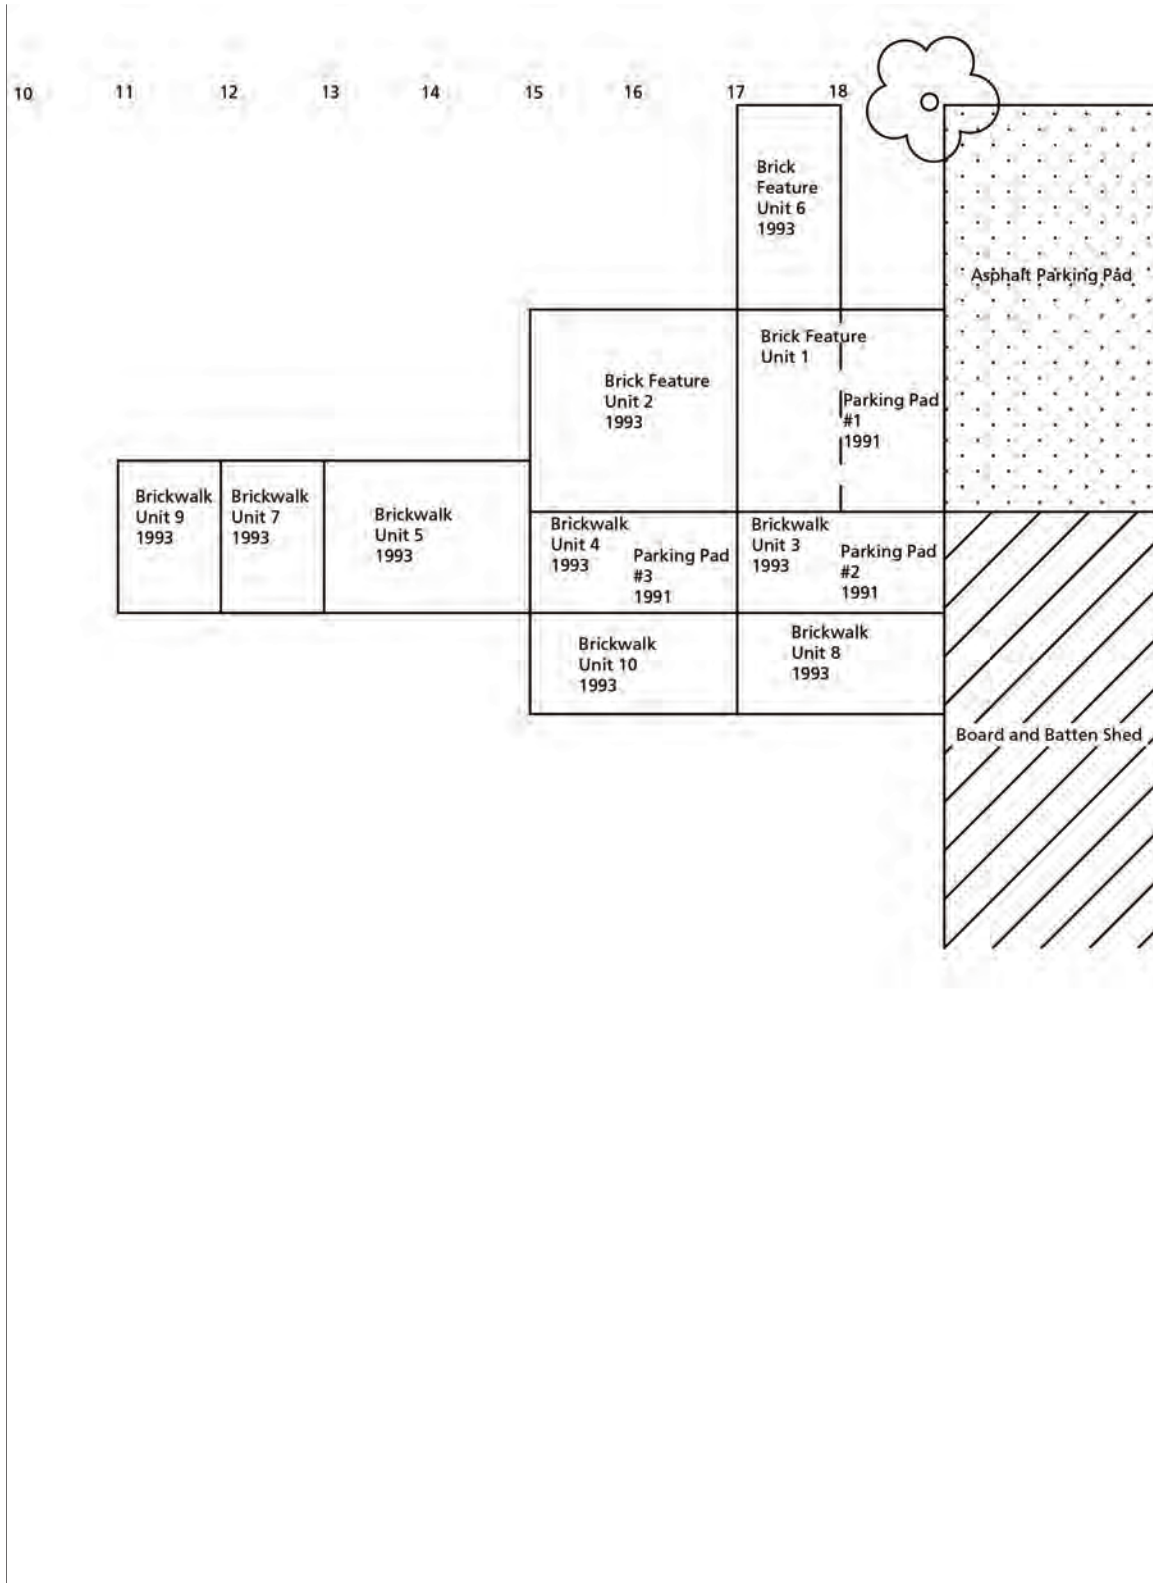 10 11 12 13 14 15 16 17 18
Brick
Feature
Unit 6
1993
Asphalt Parking Pad
Brick Feature
Unit 1
Brick Feature
Unit 2
1993
Parking Pad
#1
1991
Brickwalk
Unit 9
1993
Brickwalk
Unit 7
1993
Brickwalk
Unit 5
1993
Brickwalk
Unit 4
1993
Parking Pad
#3
1991
Brickwalk
Unit 3
1993
Parking Pad
#2
1991
Brickwalk
Unit 10
1993
Brickwalk
Unit 8
1993
Board and Batten Shed